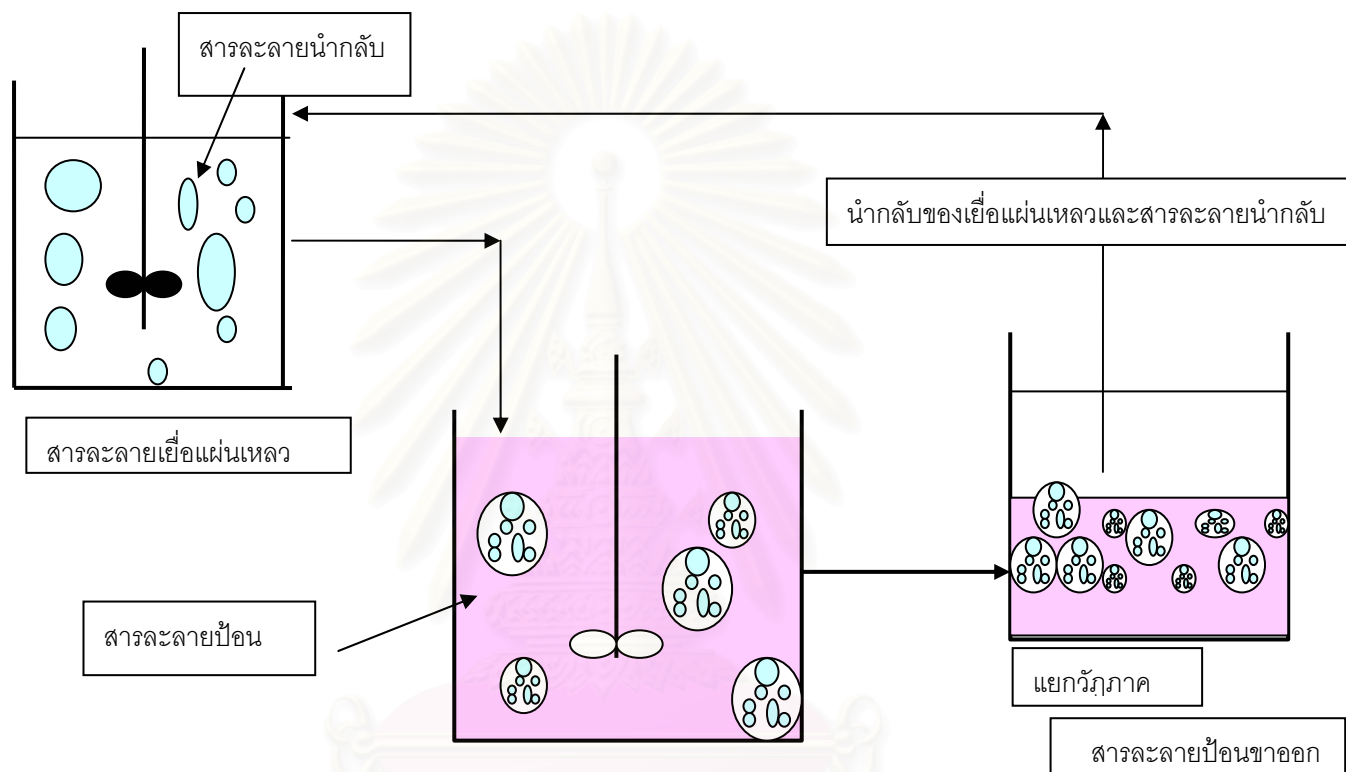 สารละลายนำกลับ
นำกลับของเยื่อแผ่นเหลวและสารละลายนำกลับ
สารละลายเยื่อแผ่นเหลว
สารละลายป้อน
แยกวัฏภาค
สารละลายป้อนขาออก